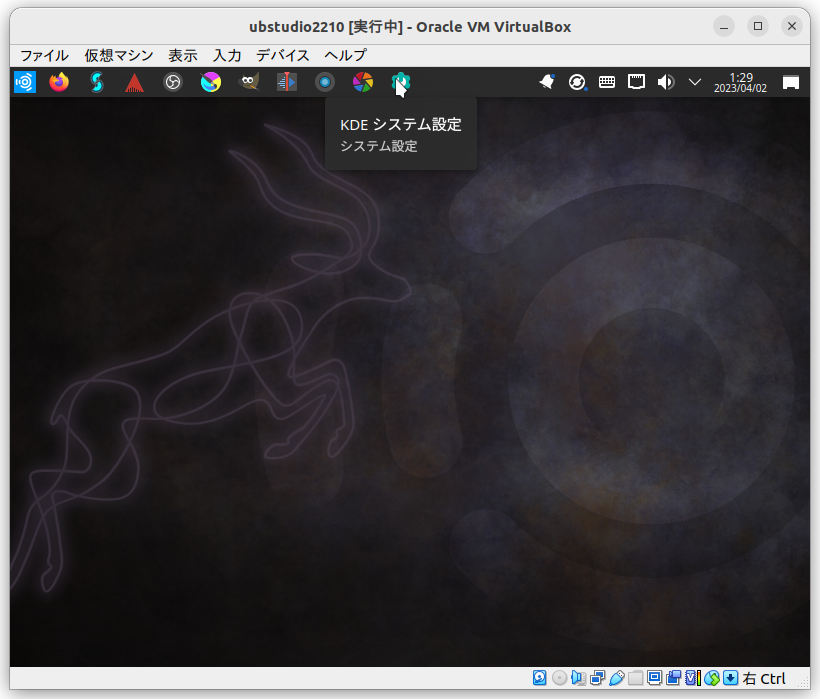 ubstudio2210 [実行中] - Oracle VM VirtualBox
ファイル 仮想マシン 表示 入力 デバイス ヘルプ
1:29
2023/04/02
KDE システム設定
システム設定
右 Ctrl